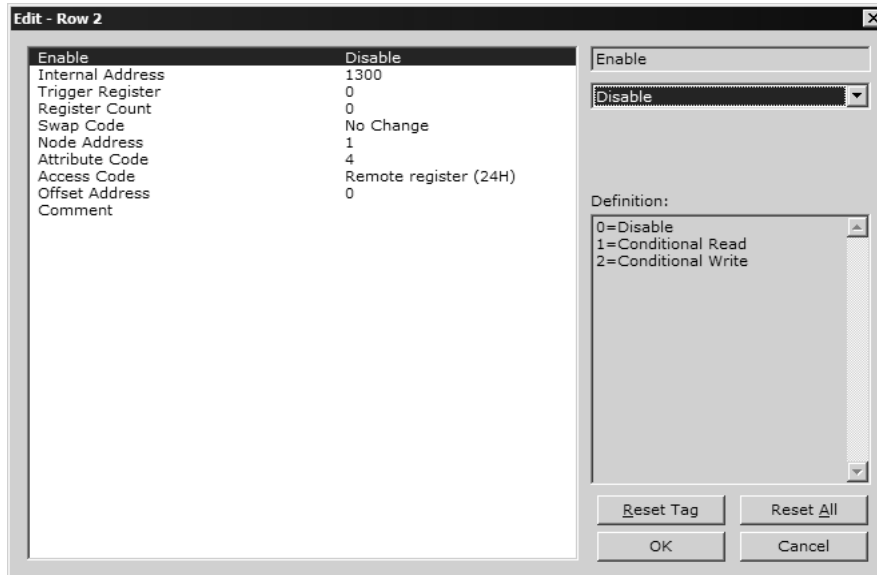 Edit - Row 2
Enable Disable
Internal Address 1300
Trigger Register 0
Register Count 0
Swap Code No Change
Node Address 1
Attribute Code 4
Access Code Remote register (24H)
Offset Address 0
Comment
Enable
Disable
Definition:
0=Disable
1=Conditional Read
2=Conditional Write
Reset Tag Reset All
OK Cancel